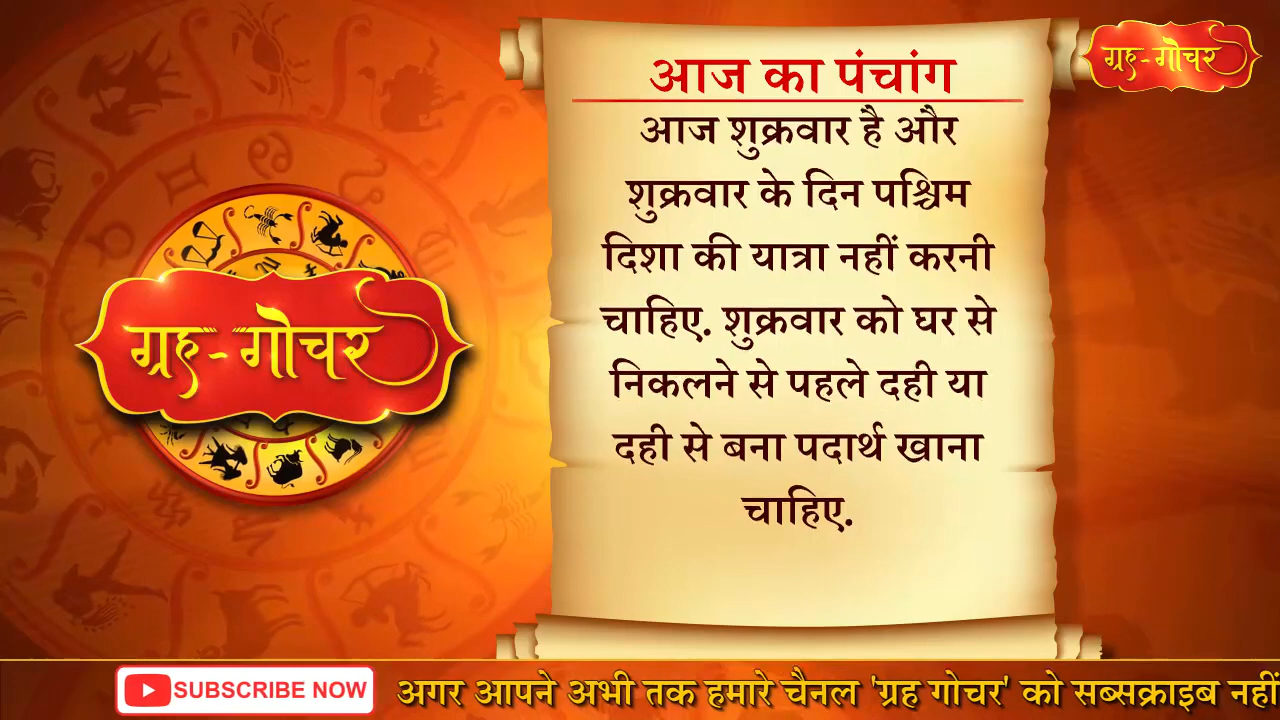 आज का पंचांग
ग्रह-गोचर
आज शुक्रवार है और
शुक्रवार के दिन पश्चिम
दिशा की यात्रा नहीं करनी
चाहिए. शुक्रवार को घर से
निकलने से पहले दही या
दही से बना पदार्थ खाना
चाहिए.
ग्रह-गोचर
SUBSCRIBE NOW
अगर आपने अभी तक हमारे चैनल 'ग्रह गोचर' को सब्सक्राइब नहीं